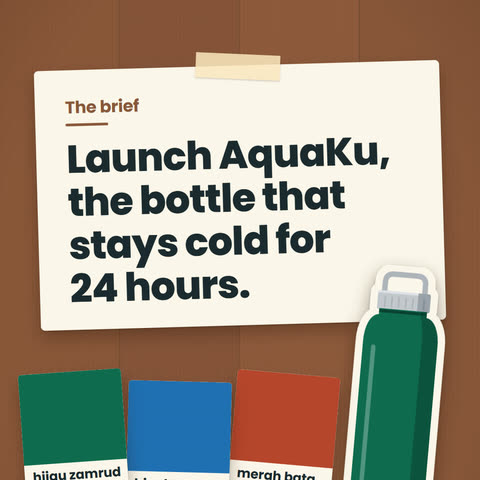 The brief
Launch AquaKu,
the bottle that
stays cold for
24 hours.
hijau zamrud
merah bata